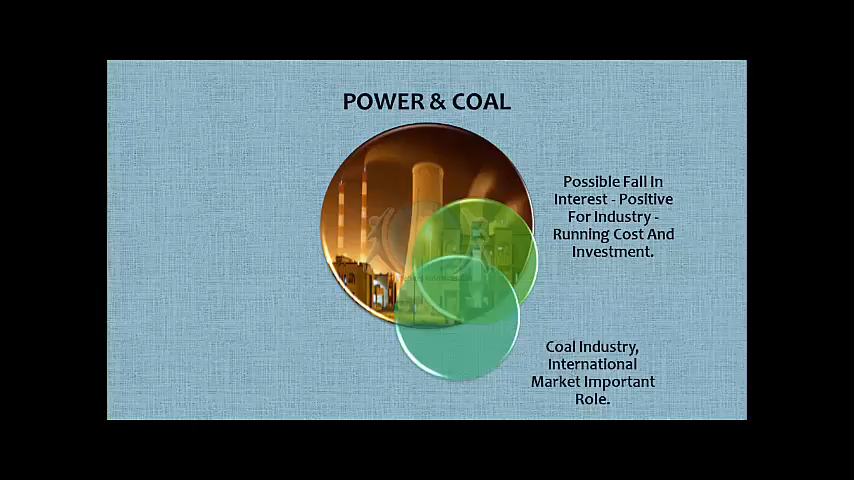 POWER & COAL
Possible Fall In
Interest - Positive
For Industry -
Running Cost And
Investment.
Coal Industry,
International
Market Important
Role.